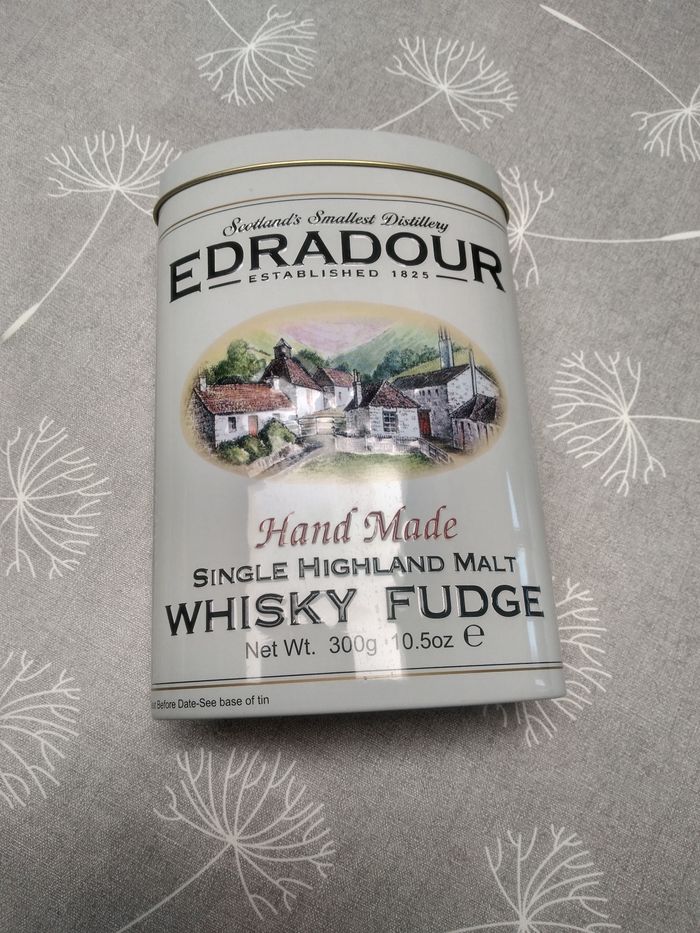 Scotland's Smallest Distillery
EDRADOUR
ESTABLISHED 1825
Hand Made
SINGLE HIGHLAND MALT
WHISKY FUDGE
Net Wt. 300g 10.5oz e
Before Date-See base of tin